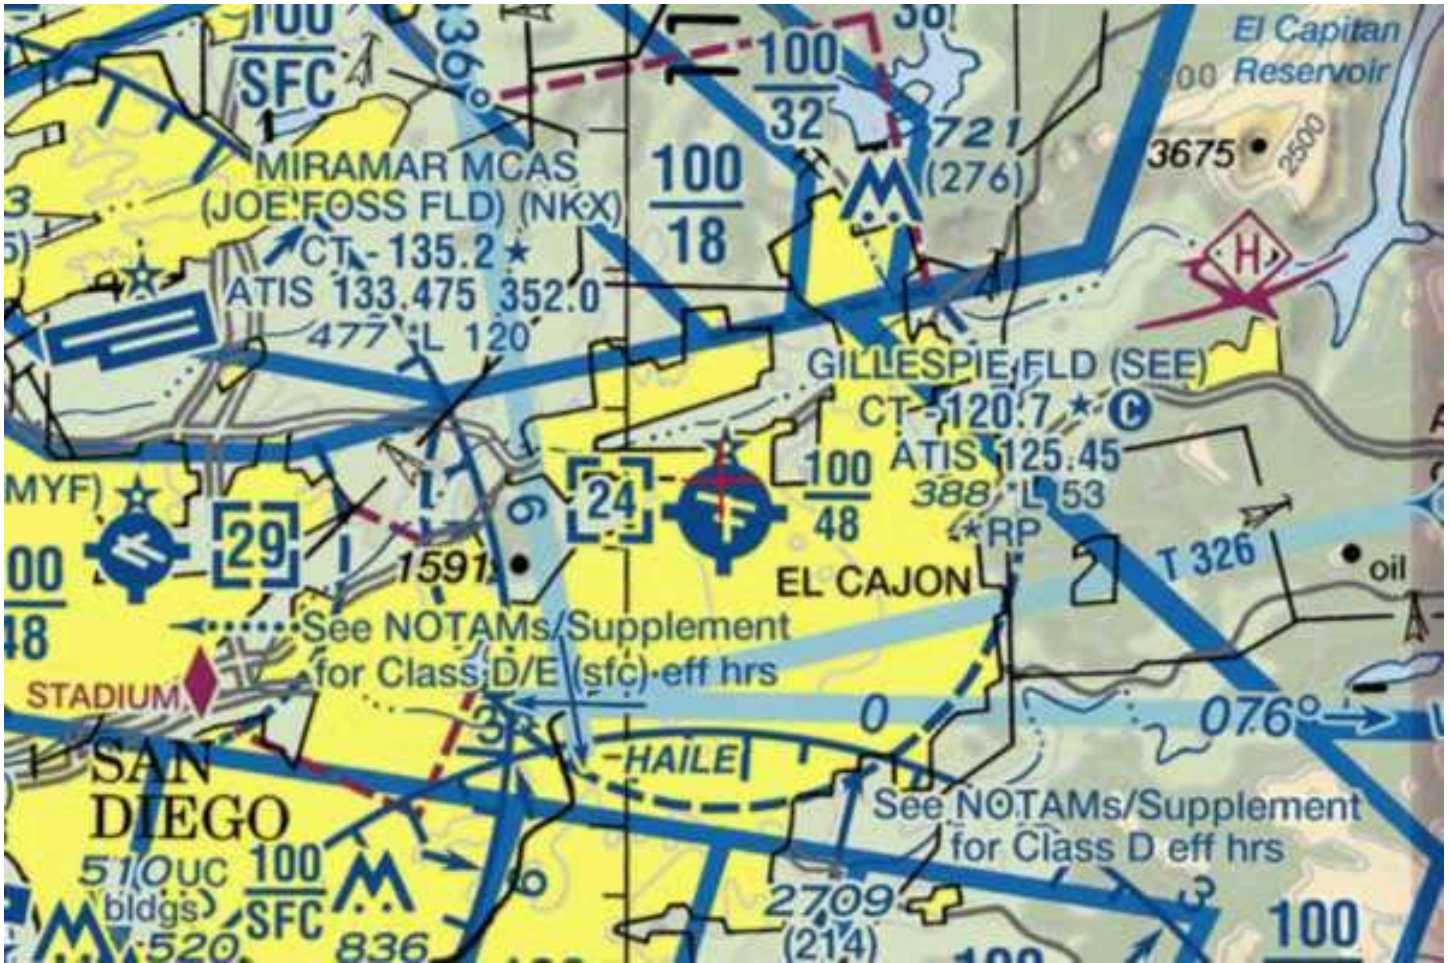 100
SFC
336°
38
100
32
El Capitan
Reservoir
3675
2500
721
(276)
MIRAMAR MCAS
(JOE FOSS FLD) (NKX)
CT - 135.2 ★
ATIS 133.475 352.0
477 *L 120
100
18
H
GILLESPIE FLD (SEE)
CT - 120.7 ★ C
ATIS 125.45
388 *L 53
*RP
MYF)
29
24
100
48
1591
EL CAJON
T 326
oil
00
48
See NOTAMs/Supplement
for Class D/E (sfc) eff hrs
STADIUM
076°
HAILE
SAN
DIEGO
See NOTAMs/Supplement
for Class D eff hrs
510 UC
bldgs
520
100
SFC
836
2709
(214)
100